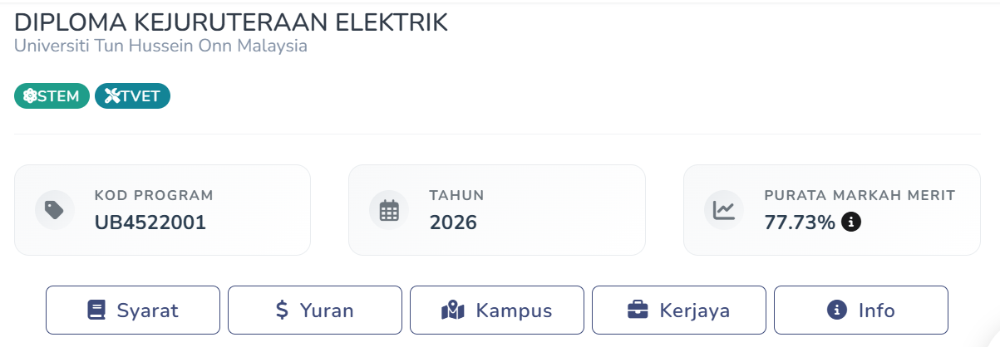 DIPLOMA KEJURUTERAAN ELEKTRIK
Universiti Tun Hussein Onn Malaysia
STEM TVET
KOD PROGRAM
UB4522001
TAHUN
2026
PURATA MARKAH MERIT
77.73%
Syarat
$ Yuran
Kampus
Kerjaya
Info